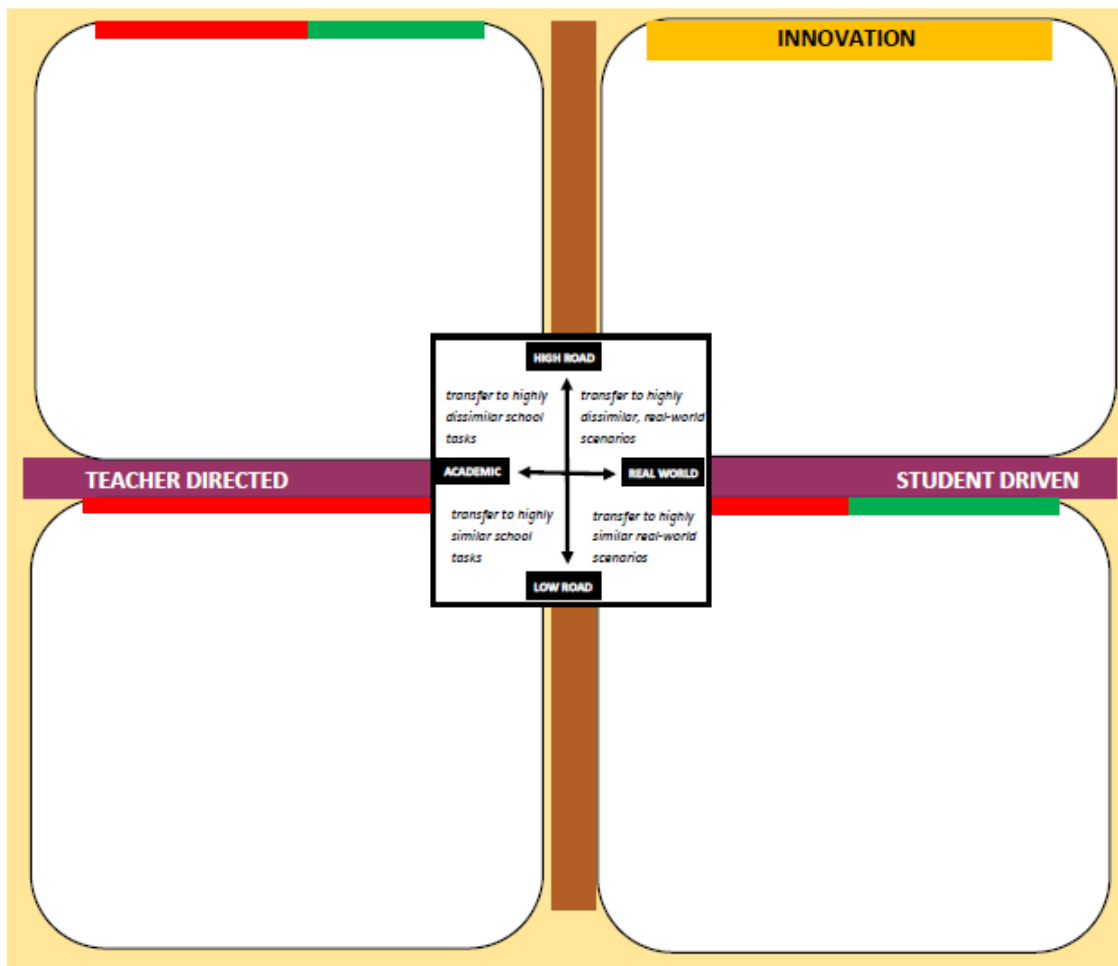 INNOVATION
HIGH ROAD
transfer to highly
dissimilar school
tasks
transfer to highly
dissimilar, real-world
scenarios
TEACHER DIRECTED
ACADEMIC
REAL WORLD
STUDENT DRIVEN
transfer to highly
similar school
tasks
transfer to highly
similar real-world
scenarios
LOW ROAD